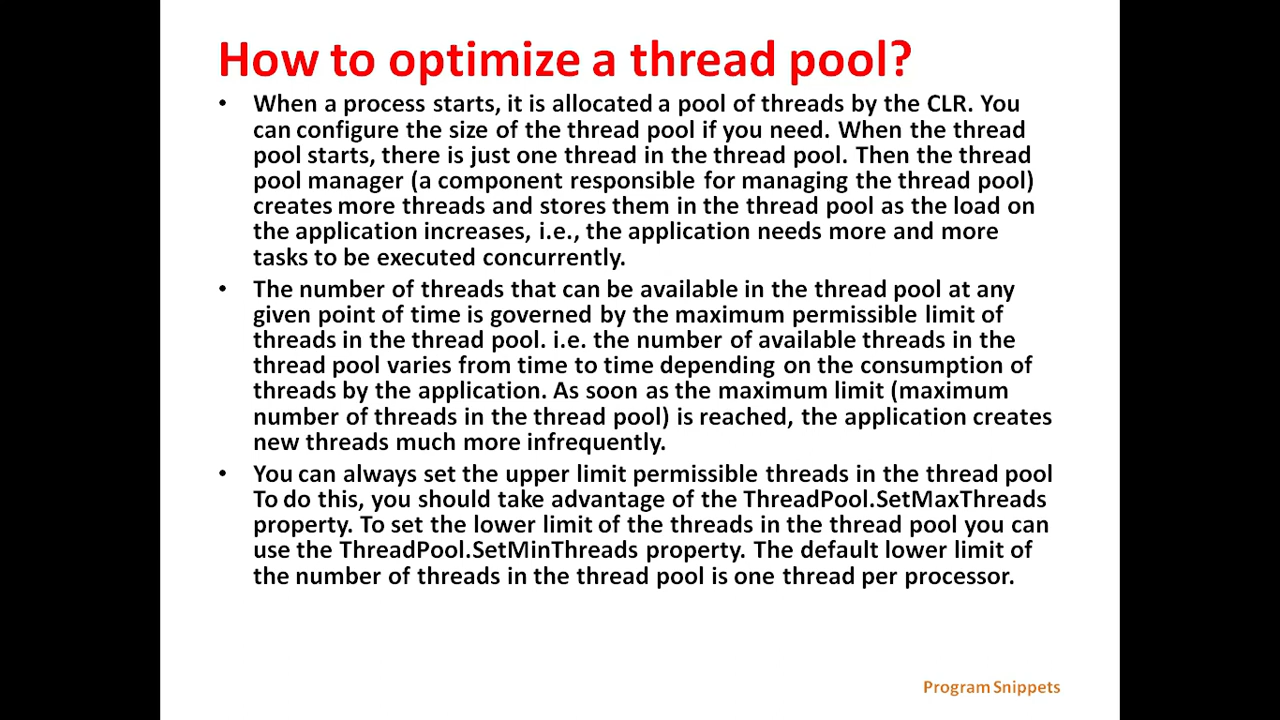 How to optimize a thread pool?
• When a process starts, it is allocated a pool of threads by the CLR. You
can configure the size of the thread pool if you need. When the thread
pool starts, there is just one thread in the thread pool. Then the thread
pool manager (a component responsible for managing the thread pool)
creates more threads and stores them in the thread pool as the load on
the application increases, i.e., the application needs more and more
tasks to be executed concurrently.
• The number of threads that can be available in the thread pool at any
given point of time is governed by the maximum permissible limit of
threads in the thread pool. i.e. the number of available threads in the
thread pool varies from time to time depending on the consumption of
threads by the application. As soon as the maximum limit (maximum
number of threads in the thread pool) is reached, the application creates
new threads much more infrequently.
• You can always set the upper limit permissible threads in the thread pool
To do this, you should take advantage of the ThreadPool.SetMaxThreads
property. To set the lower limit of the threads in the thread pool you can
use the ThreadPool.SetMinThreads property. The default lower limit of
the number of threads in the thread pool is one thread per processor.
Program Snippets